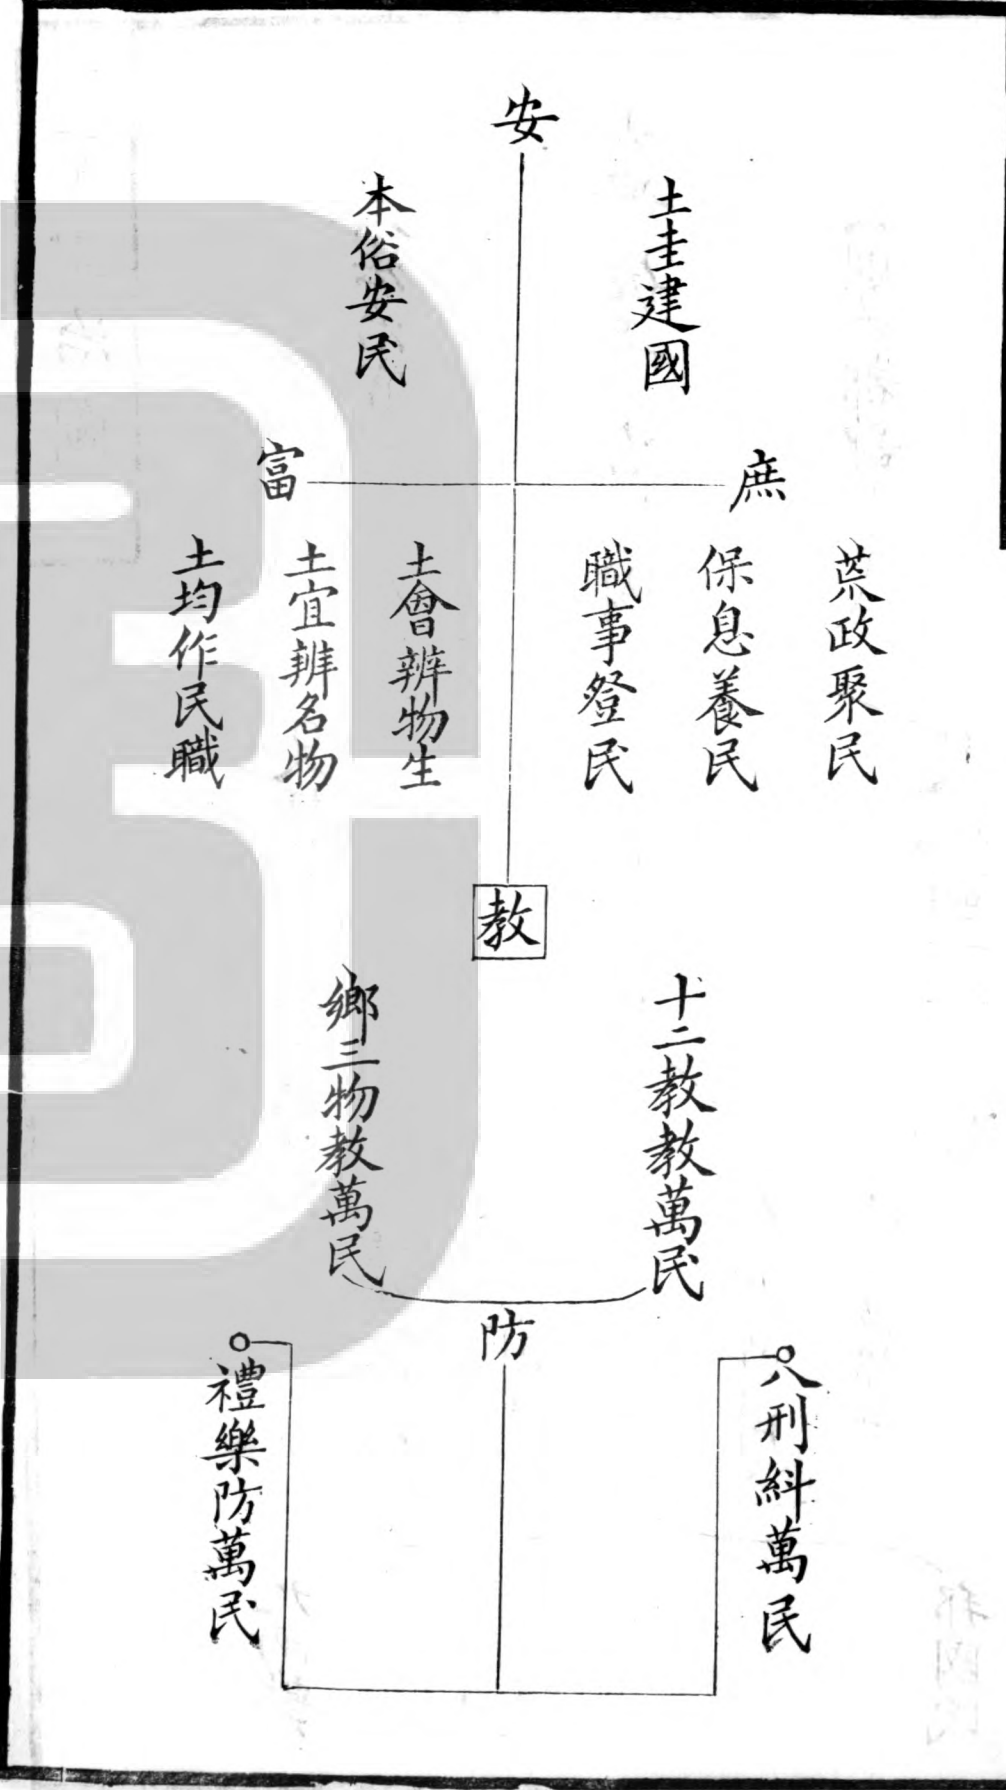 安
土圭建國
本俗安民
庶
富
荒政聚民
保息養民
職事登民
土會辨物生
土宜辨名物
土均作民職
教
十二教教萬民
鄉三物教萬民
防
八刑糾萬民
禮樂防萬民